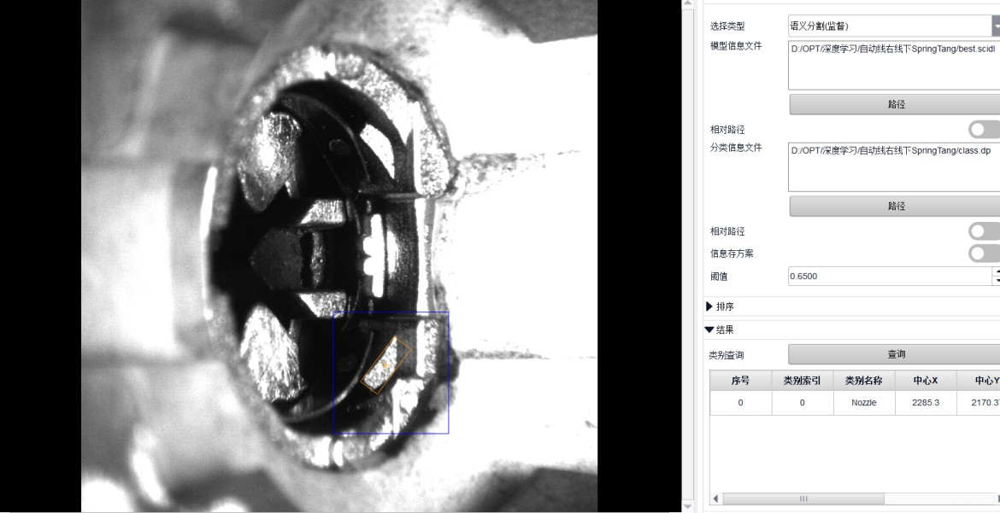 选择类型
语义分割(监督)
模型信息文件
D:/OPT/深度学习/自动线右线下SpringTang/best.scidl
路径
相对路径
分类信息文件
D:/OPT/深度学习/自动线右线下SpringTang/class.dp
路径
相对路径
信息存方案
阈值
0.6500
排序
结果
类别查询
查询
序号 类别索引 类别名称 中心X 中心Y
0 0 Nozzle 2285.3 2170.3